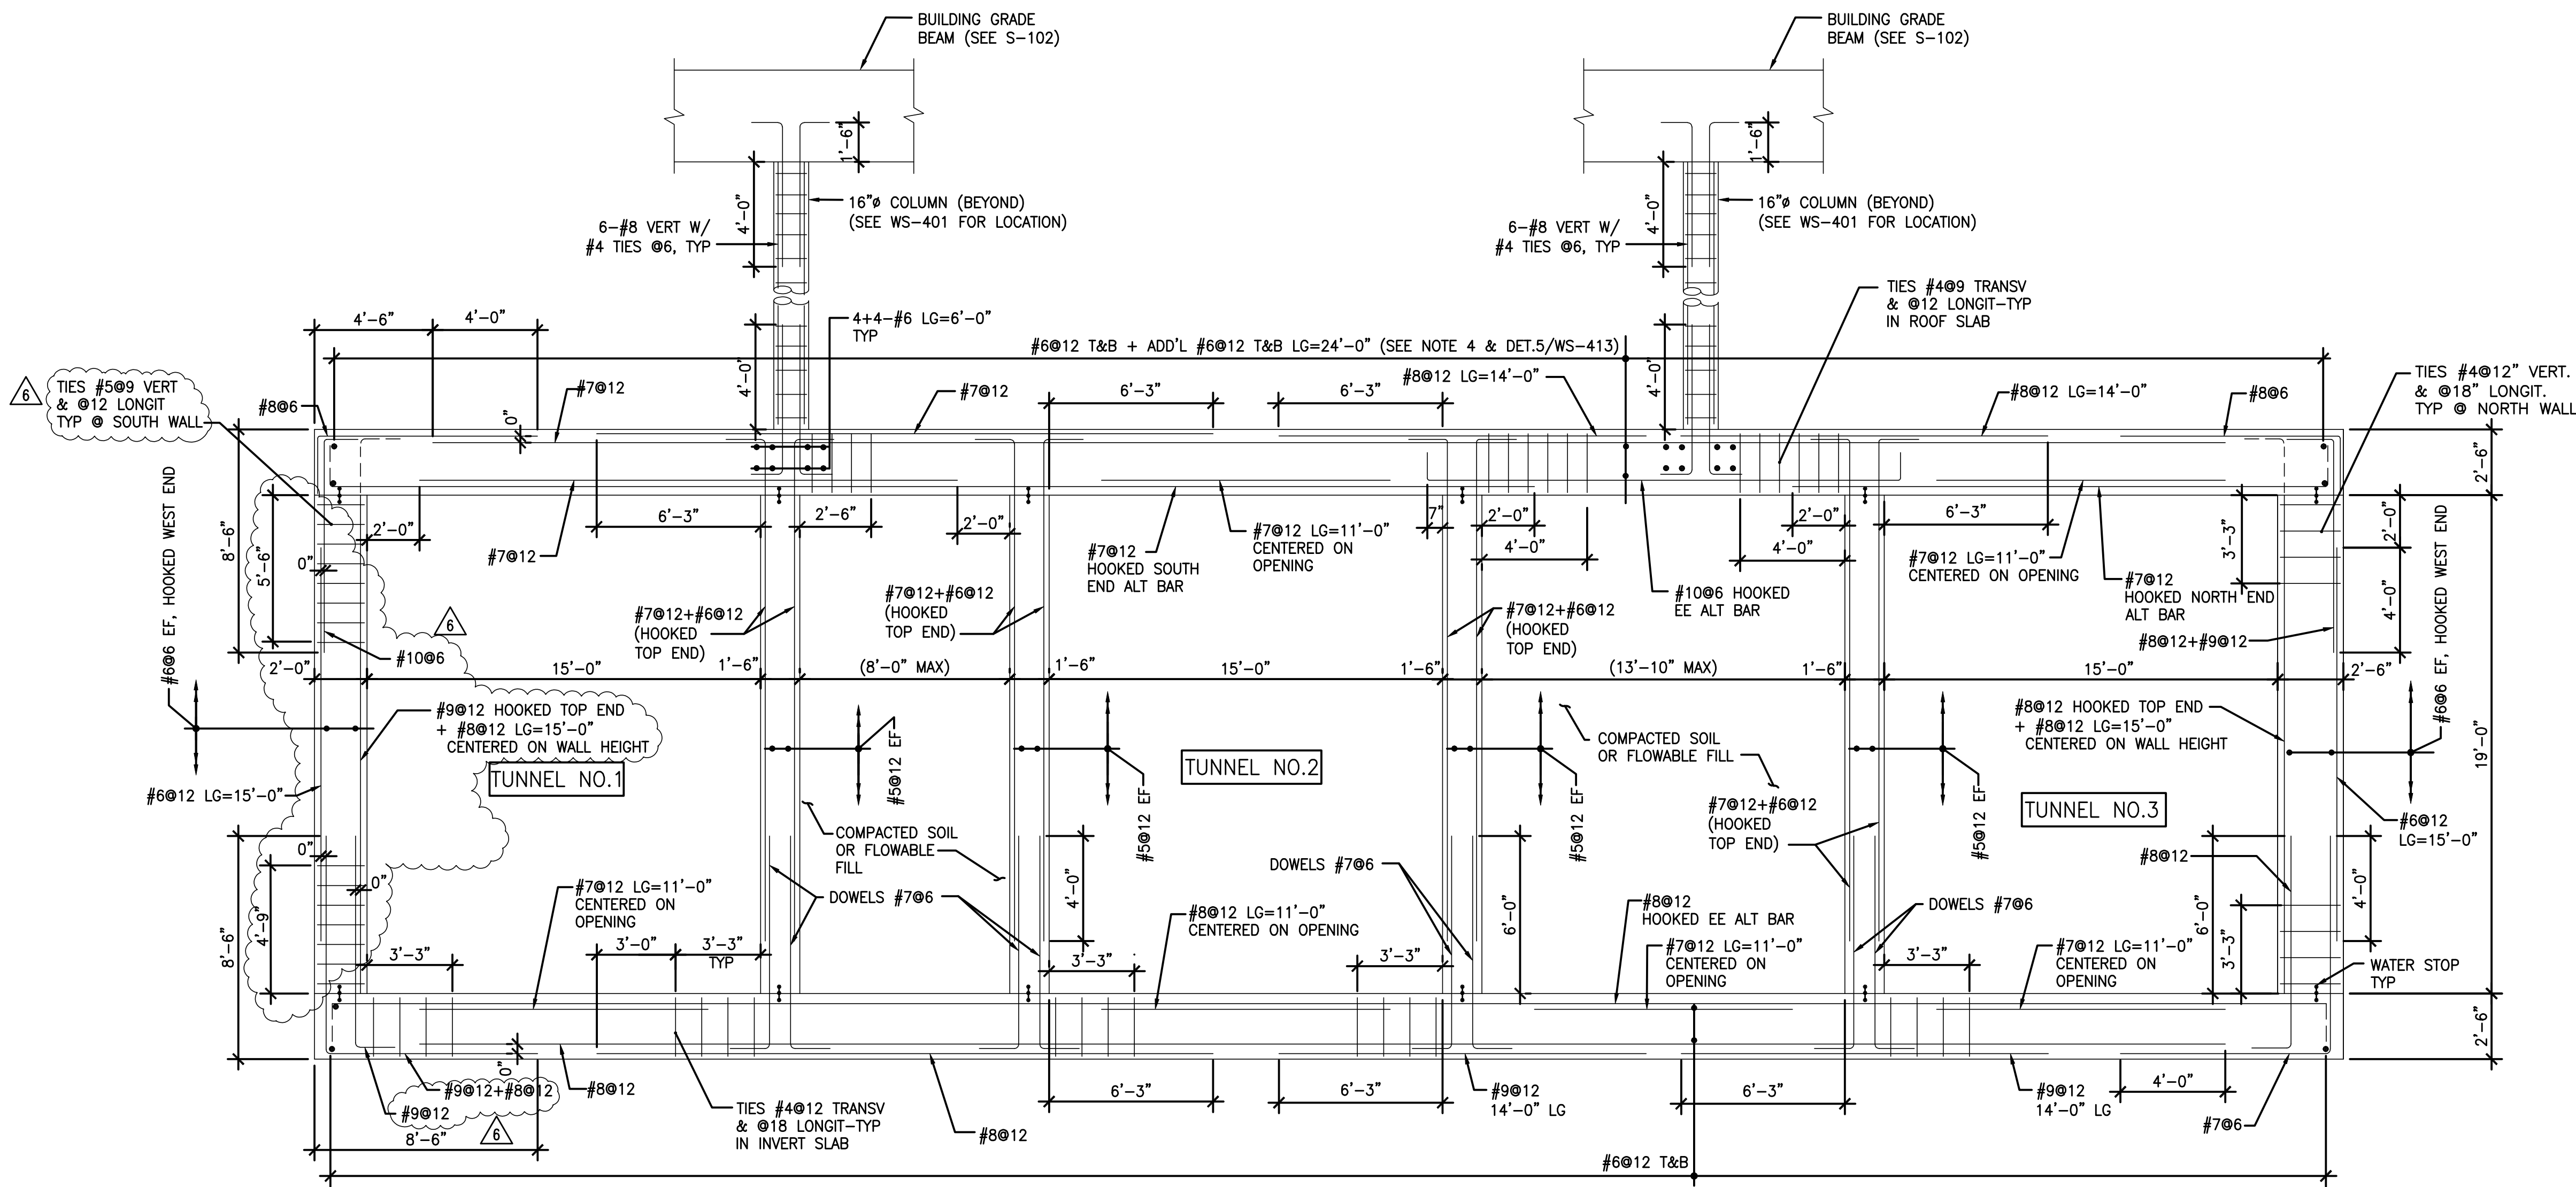 BUILDING GRADE
BEAM (SEE S-102)
BUILDING GRADE
BEAM (SEE S-102)
1'-6"
1'-6"
4'-0"
16"ø COLUMN (BEYOND)
(SEE WS-401 FOR LOCATION)
6-#8 VERT W/
#4 TIES @6, TYP
4'-0"
16"ø COLUMN (BEYOND)
(SEE WS-401 FOR LOCATION)
6-#8 VERT W/
#4 TIES @6, TYP
TIES #4@9 TRANSV
& @12 LONGIT-TYP
IN ROOF SLAB
4'-6"
4'-0"
4+4-#6 LG=6'-0"
TYP
#6@12 T&B + ADD'L #6@12 T&B LG=24'-0" (SEE NOTE 4 & DET.5/WS-413)
6
TIES #5@9 VERT
& @12 LONGIT
TYP @ SOUTH WALL
#8@6
#7@12
0"
4'-0"
#7@12
6'-3"
6'-3"
#8@12 LG=14'-0"
4'-0"
#8@12 LG=14'-0"
#8@6
TIES #4@12" VERT.
& @18" LONGIT.
TYP @ NORTH WALL
2'-6"
#6@6 EF, HOOKED WEST END
8'-6"
5'-6"
0"
2'-0"
#7@12
6'-3"
2'-6"
2'-0"
#7@12
HOOKED SOUTH
END ALT BAR
#7@12 LG=11'-0"
CENTERED ON
OPENING
7"
2'-0"
4'-0"
2'-0"
4'-0"
6'-3"
#7@12 LG=11'-0"
CENTERED ON OPENING
#7@12
HOOKED NORTH END
ALT BAR
3'-3"
2'-0"
4'-0"
#6@6 EF, HOOKED WEST END
6
#10@6
#7@12+#6@12
(HOOKED
TOP END)
#7@12+#6@12
(HOOKED
TOP END)
#7@12+#6@12
(HOOKED
TOP END)
#10@6 HOOKED
EE ALT BAR
#8@12+#9@12
2'-0"
15'-0"
1'-6"
(8'-0" MAX)
1'-6"
15'-0"
1'-6"
(13'-10" MAX)
1'-6"
15'-0"
2'-6"
#9@12 HOOKED TOP END
+ #8@12 LG=15'-0"
CENTERED ON WALL HEIGHT
TUNNEL NO.1
#5@12 EF
#5@12 EF
TUNNEL NO.2
#5@12 EF
COMPACTED SOIL
OR FLOWABLE FILL
#8@12 HOOKED TOP END
+ #8@12 LG=15'-0"
CENTERED ON WALL HEIGHT
#5@12 EF
TUNNEL NO.3
19'-0"
#6@12 LG=15'-0"
#7@12+#6@12
(HOOKED
TOP END)
#6@12
LG=15'-0"
8'-6"
0"
4'-9"
0"
COMPACTED SOIL
OR FLOWABLE
FILL
DOWELS #7@6
4'-0"
DOWELS #7@6
6'-0"
#8@12
6'-0"
3'-3"
4'-0"
#7@12 LG=11'-0"
CENTERED ON
OPENING
#8@12 LG=11'-0"
CENTERED ON OPENING
#8@12
HOOKED EE ALT BAR
#7@12 LG=11'-0"
CENTERED ON
OPENING
DOWELS #7@6
#7@12 LG=11'-0"
CENTERED ON
OPENING
3'-3"
3'-0"
3'-3"
TYP
3'-3"
3'-3"
3'-3"
WATER STOP
TYP
2'-6"
0"
#9@12+#8@12
#9@12
#8@12
6
8'-6"
TIES #4@12 TRANSV
& @18 LONGIT-TYP
IN INVERT SLAB
#8@12
6'-3"
6'-3"
#9@12
14'-0" LG
6'-3"
#9@12
14'-0" LG
4'-0"
#7@6
#6@12 T&B